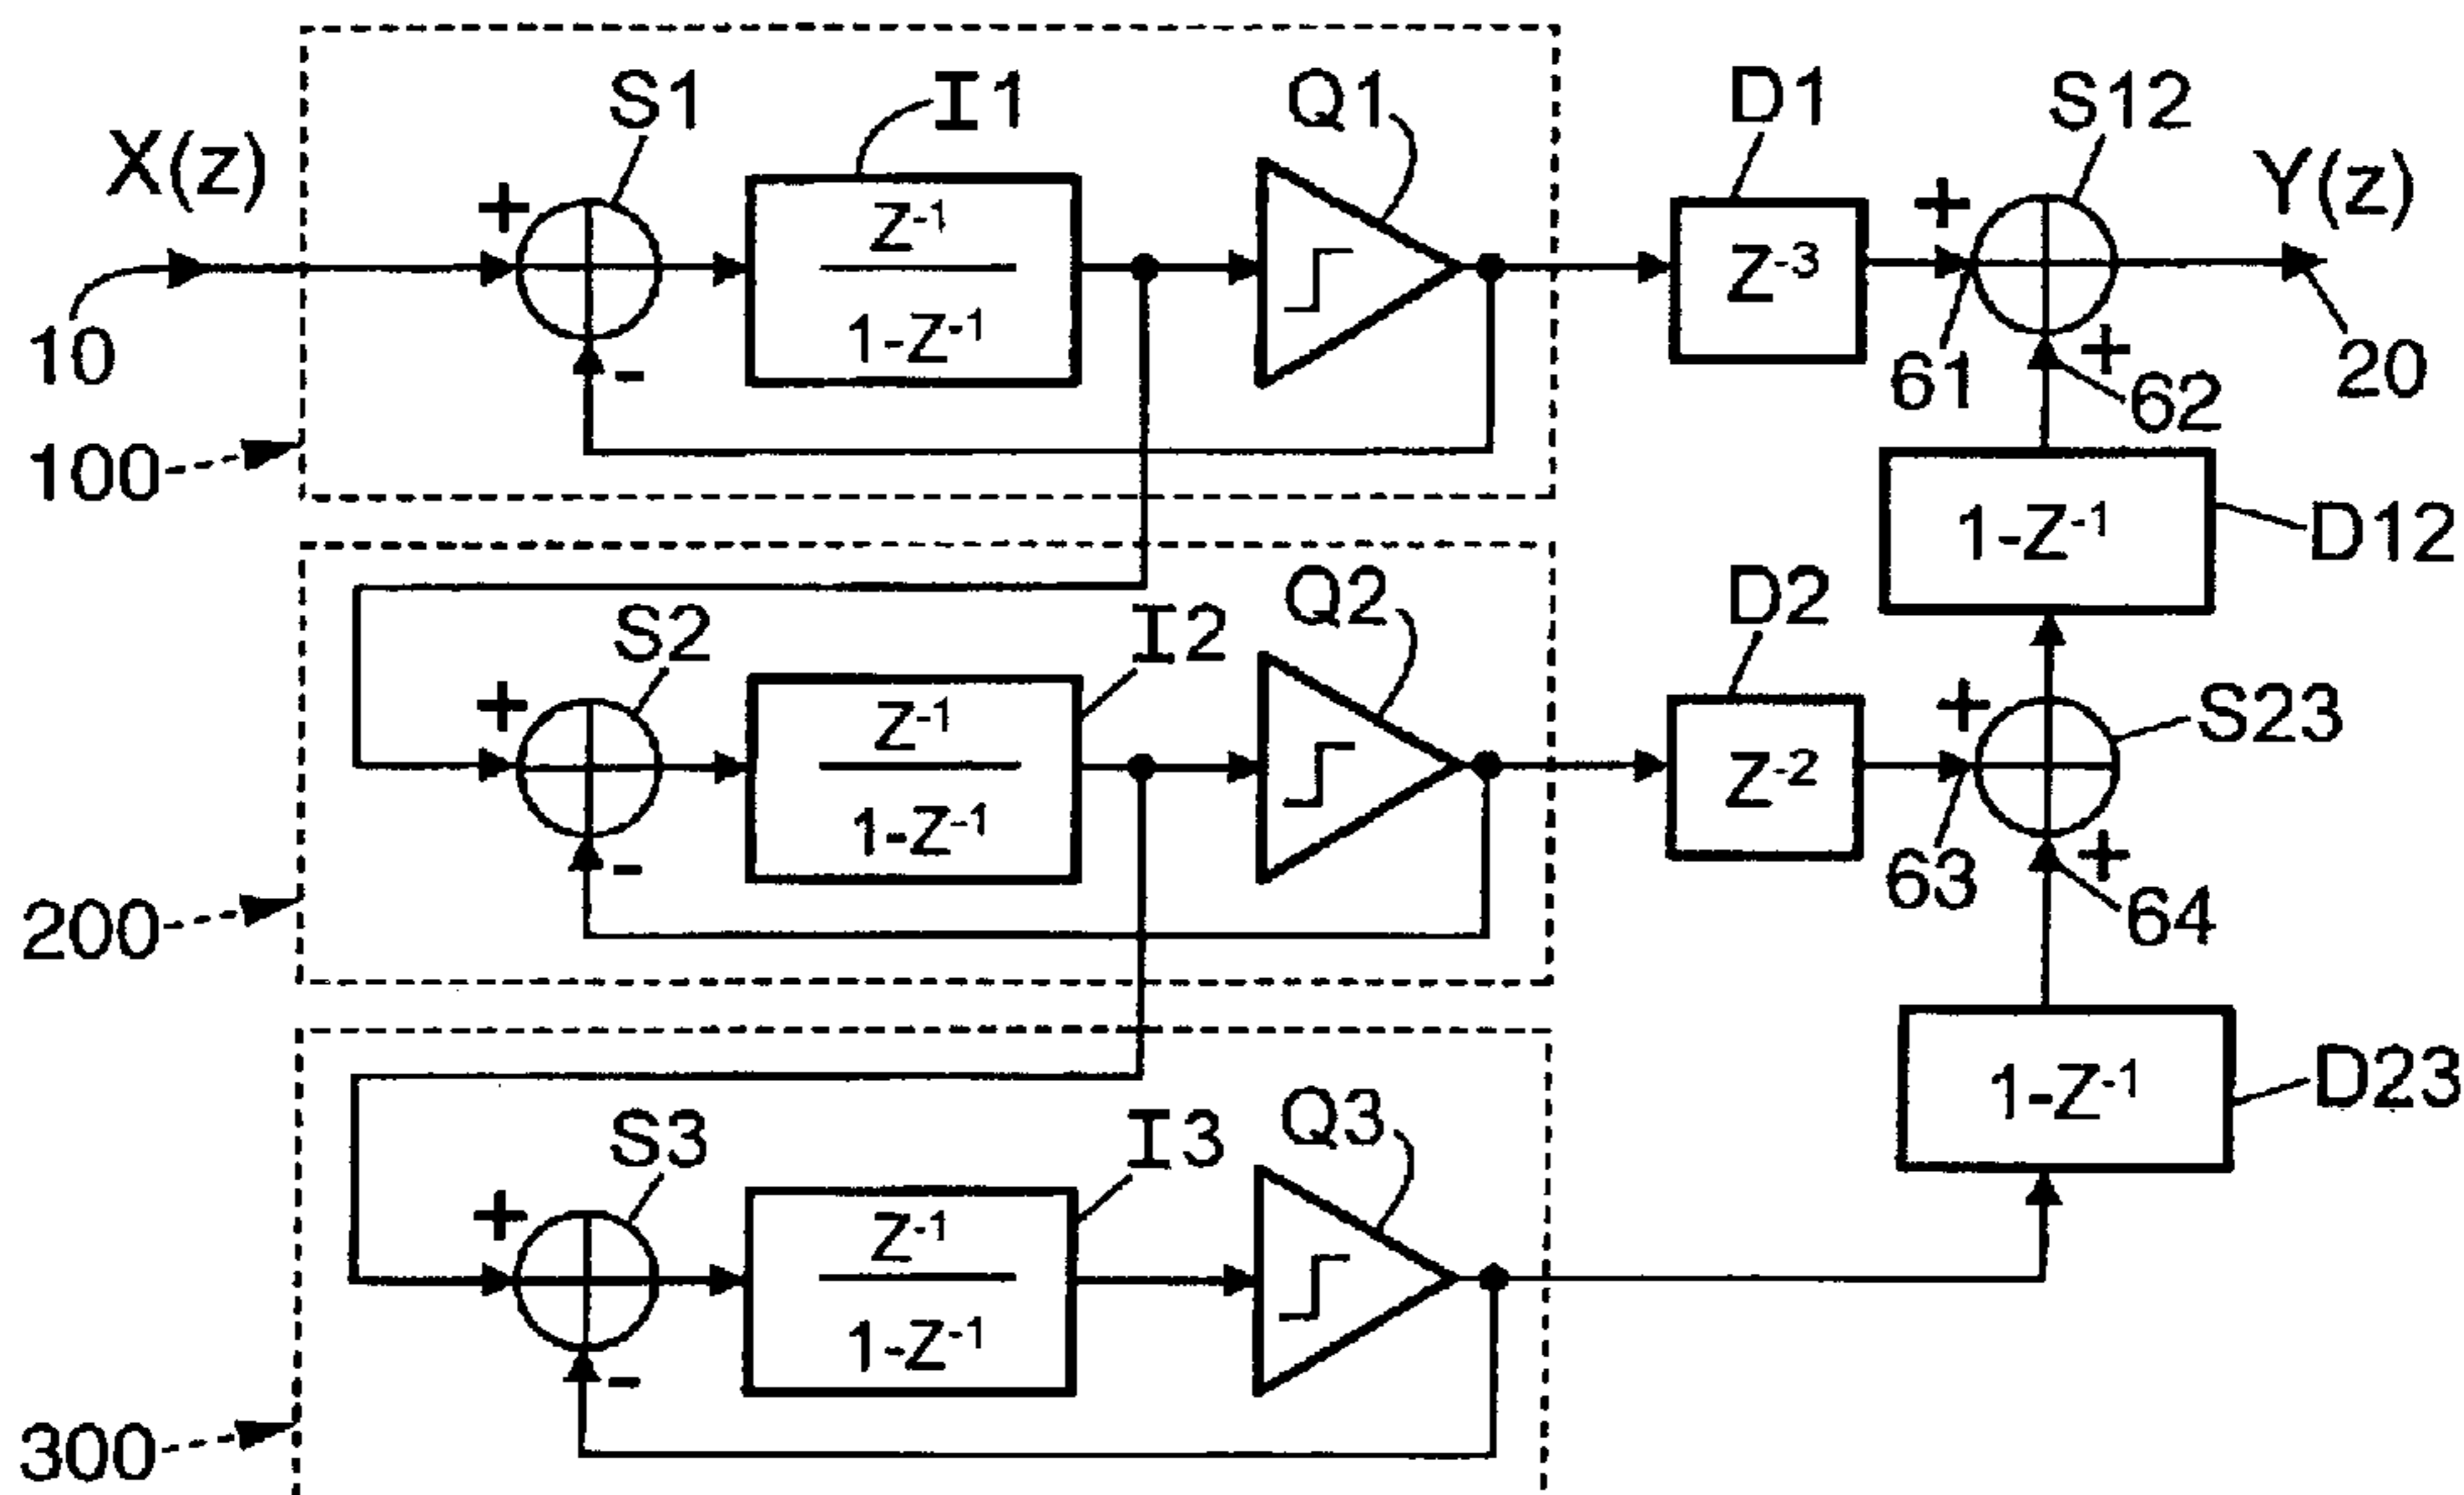 S1
I1
Q1
D1
S12
X(z)
Y(z)
+
Z-1
1-Z-1
Z-3
+
+
-
10
61
62
20
100
1-Z-1
D12
S2
I2
Q2
D2
+
Z-1
1-Z-1
Z-2
+
S23
-
+
63
64
200
S3
I3
Q3
1-Z-1
D23
+
Z-1
1-Z-1
-
300